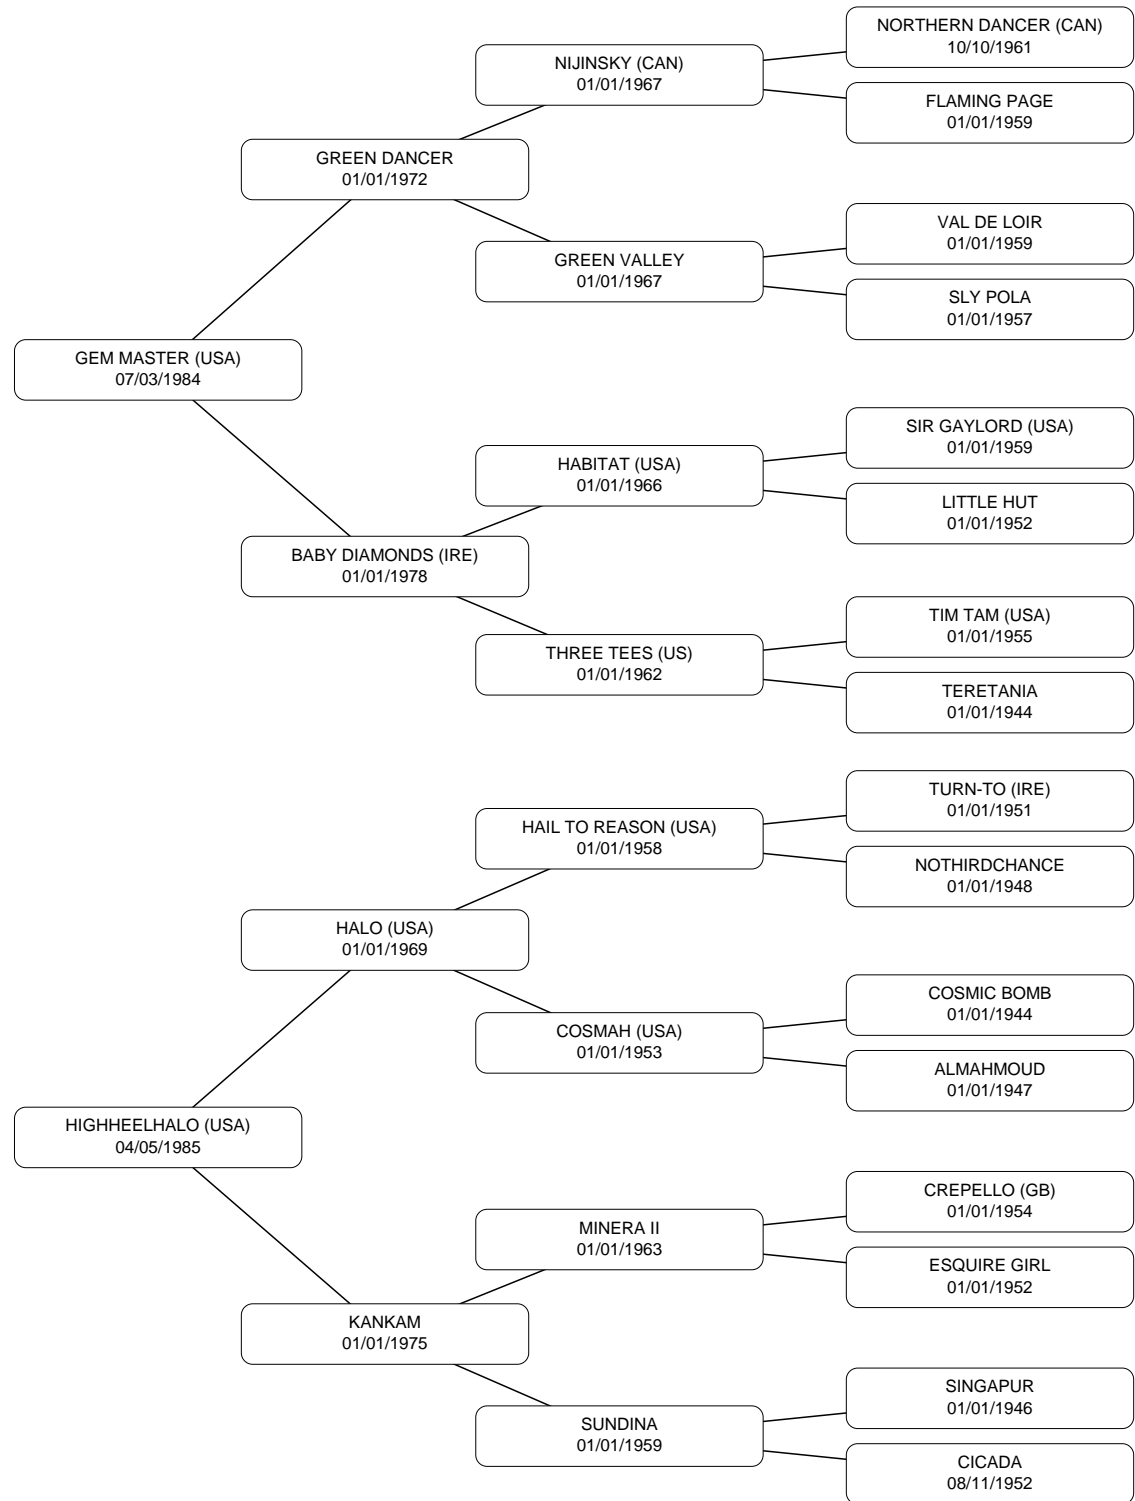 NORTHERN DANCER (CAN)
10/10/1961
NIJINSKY (CAN)
01/01/1967
FLAMING PAGE
01/01/1959
GREEN DANCER
01/01/1972
VAL DE LOIR
01/01/1959
GREEN VALLEY
01/01/1967
SLY POLA
01/01/1957
GEM MASTER (USA)
07/03/1984
SIR GAYLORD (USA)
01/01/1959
HABITAT (USA)
01/01/1966
LITTLE HUT
01/01/1952
BABY DIAMONDS (IRE)
01/01/1978
TIM TAM (USA)
01/01/1955
THREE TEES (US)
01/01/1962
TERETANIA
01/01/1944
TURN-TO (IRE)
01/01/1951
HAIL TO REASON (USA)
01/01/1958
NOTHIRDCHANCE
01/01/1948
HALO (USA)
01/01/1969
COSMIC BOMB
01/01/1944
COSMAH (USA)
01/01/1953
ALMAHMOUD
01/01/1947
HIGHHEELHALO (USA)
04/05/1985
CREPELLO (GB)
01/01/1954
MINERA II
01/01/1963
ESQUIRE GIRL
01/01/1952
KANKAM
01/01/1975
SINGAPUR
01/01/1946
SUNDINA
01/01/1959
CICADA
08/11/1952